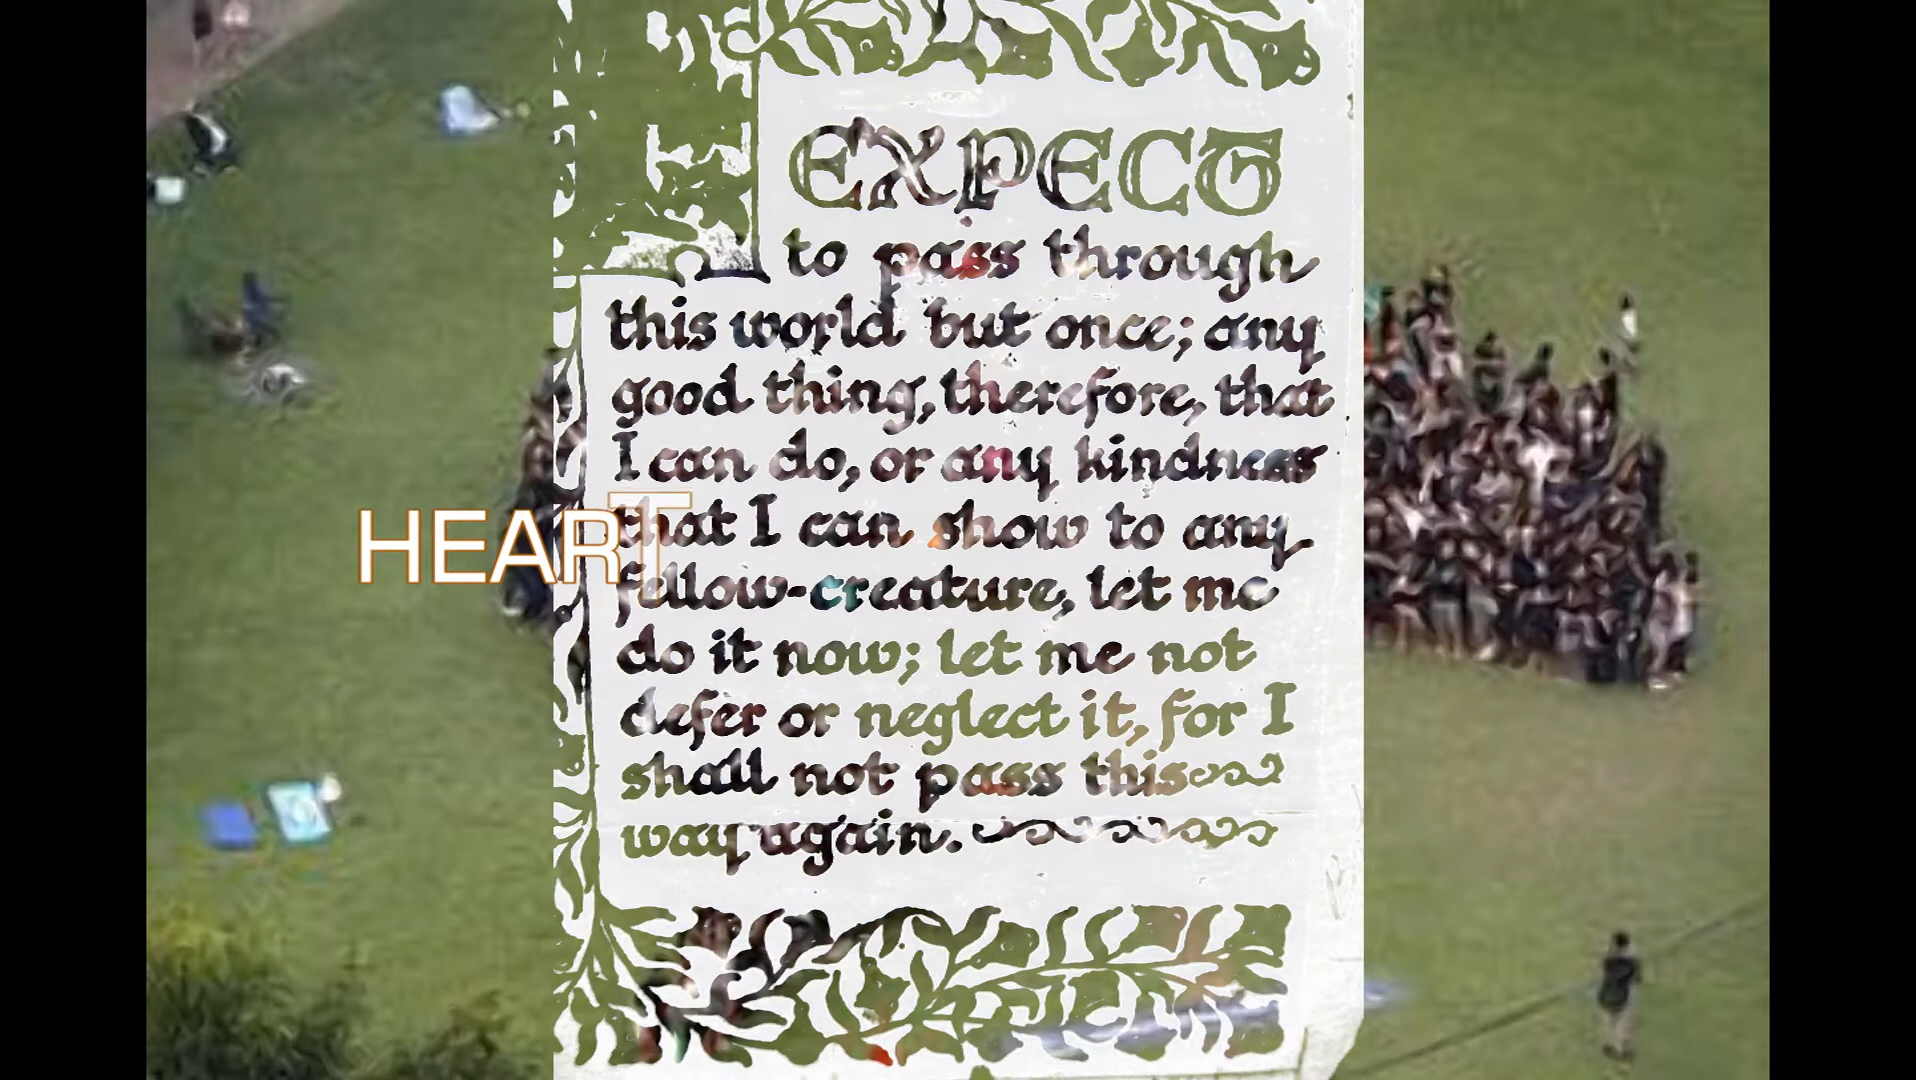 EXPECT
to pass through
this world but once; any
good thing, therefore, that
I can do, or any kindness
that I can show to any
fellow-creature, let me
do it now; let me not
defer or neglect it, for I
shall not pass this
way again.
HEART